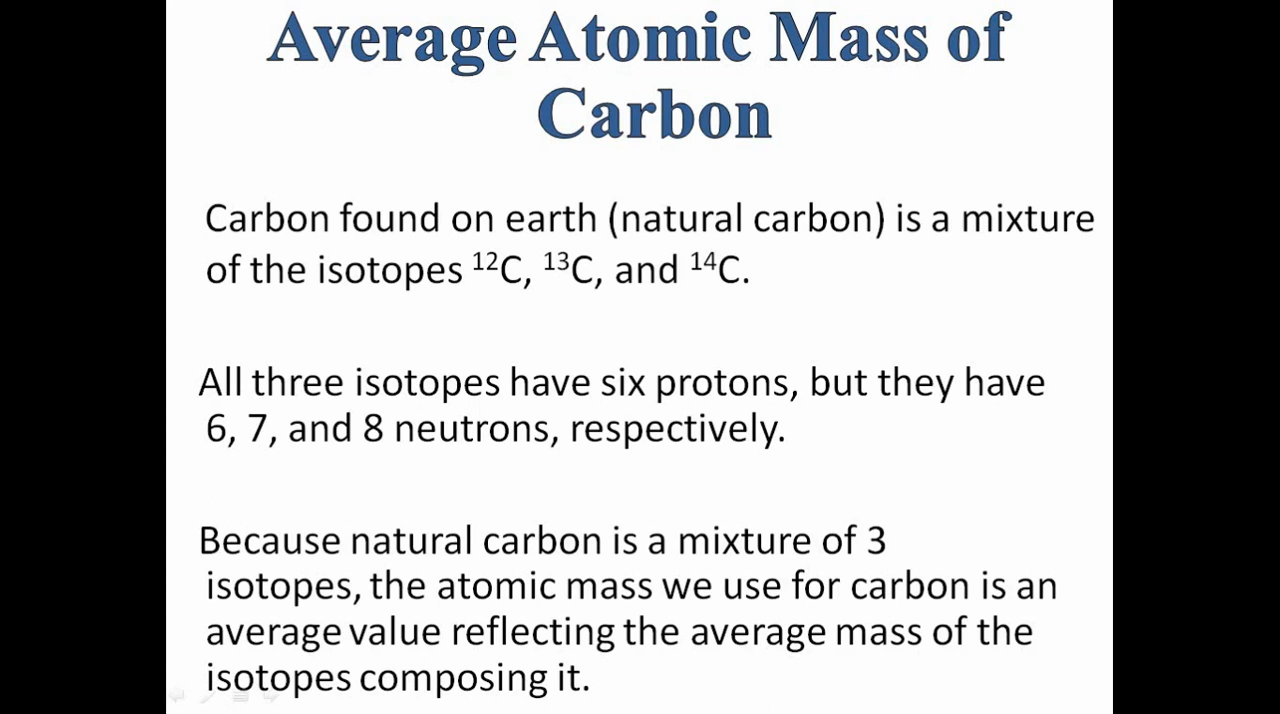 Average Atomic Mass of
Carbon
Carbon found on earth (natural carbon) is a mixture
of the isotopes ¹²C, ¹³C, and ¹⁴C.
All three isotopes have six protons, but they have
6, 7, and 8 neutrons, respectively.
Because natural carbon is a mixture of 3
isotopes, the atomic mass we use for carbon is an
average value reflecting the average mass of the
isotopes composing it.